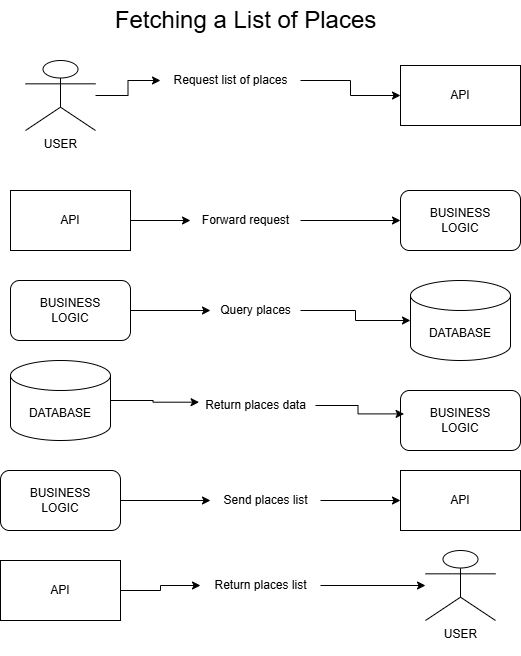 Fetching a List of Places
Request list of places
API
USER
API
Forward request
BUSINESS
LOGIC
BUSINESS
LOGIC
Query places
DATABASE
DATABASE
Return places data
BUSINESS
LOGIC
BUSINESS
LOGIC
Send places list
API
API
Return places list
USER